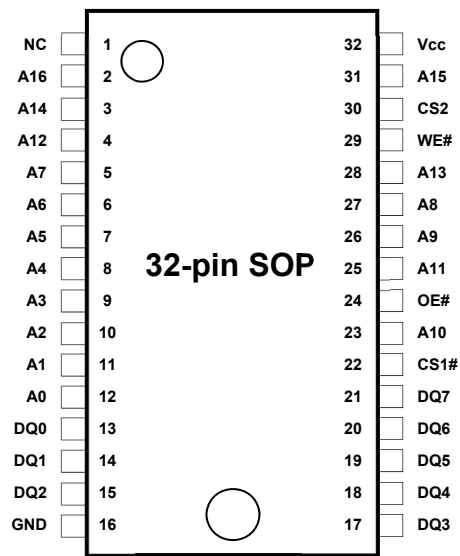 NC 1 32 Vcc
A16 2 31 A15
A14 3 30 CS2
A12 4 29 WE#
A7 5 28 A13
A6 6 27 A8
A5 7 26 A9
A4 8 32-pin SOP 25 A11
A3 9 24 OE#
A2 10 23 A10
A1 11 22 CS1#
A0 12 21 DQ7
DQ0 13 20 DQ6
DQ1 14 19 DQ5
DQ2 15 18 DQ4
GND 16 17 DQ3